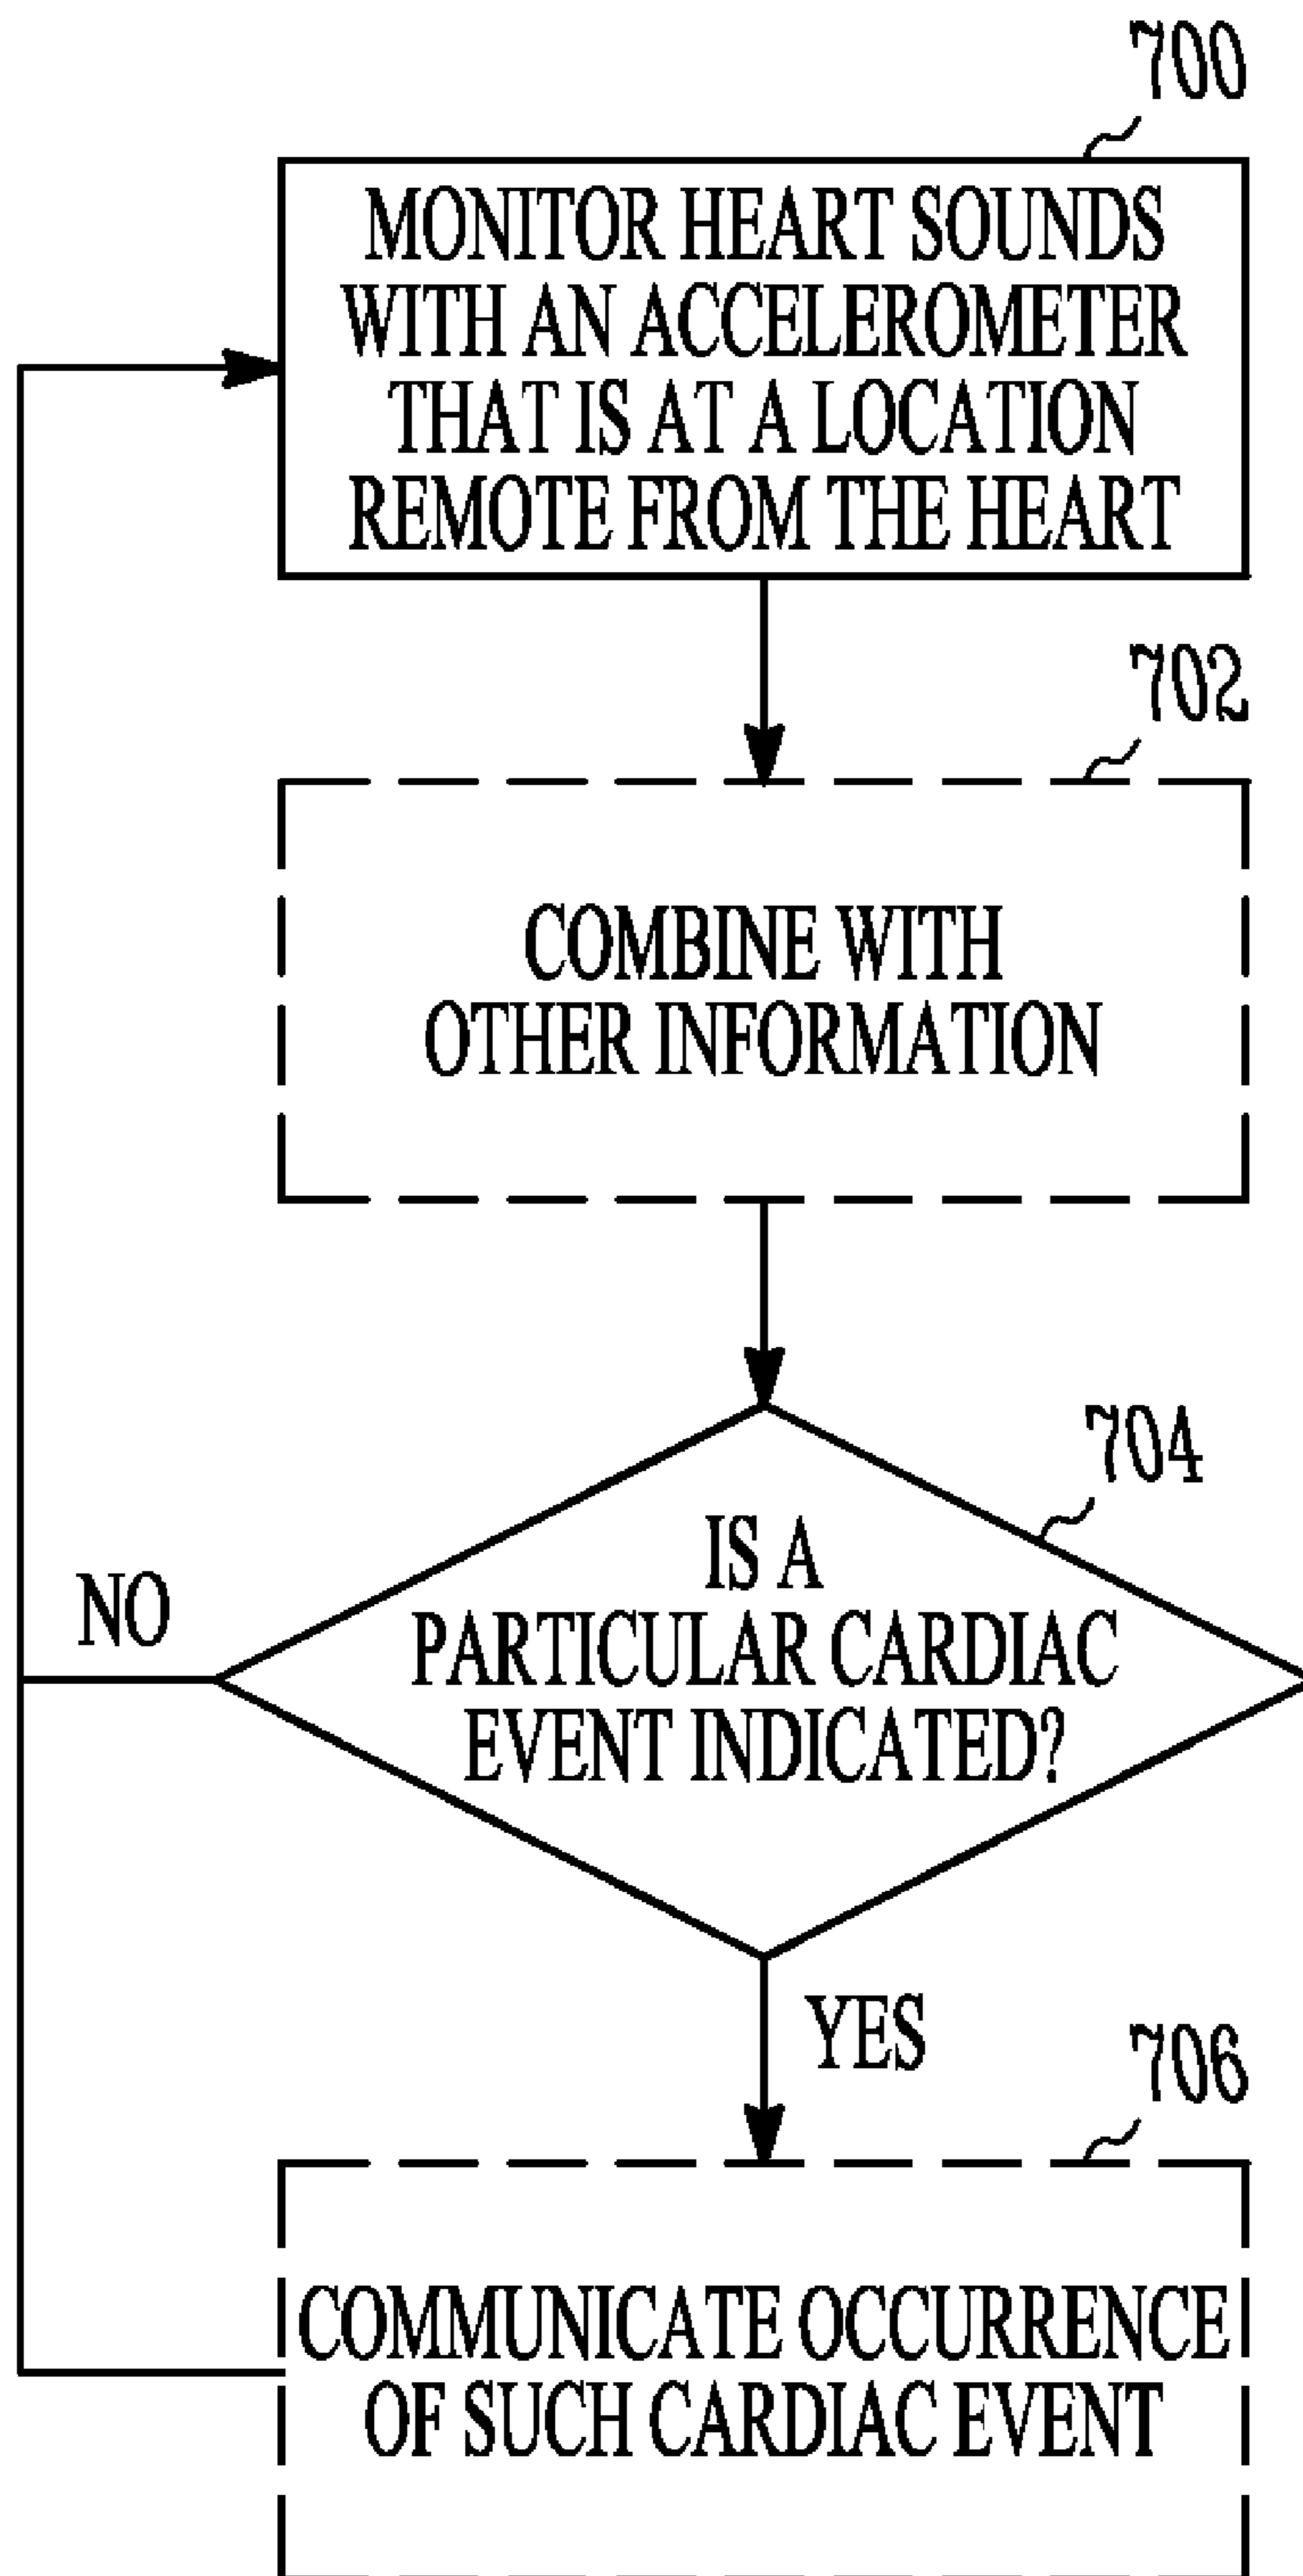 700
MONITOR HEART SOUNDS
WITH AN ACCELEROMETER
THAT IS AT A LOCATION
REMOTE FROM THE HEART
702
COMBINE WITH
OTHER INFORMATION
704
IS A
PARTICULAR CARDIAC
EVENT INDICATED?
NO
YES
706
COMMUNICATE OCCURRENCE
OF SUCH CARDIAC EVENT